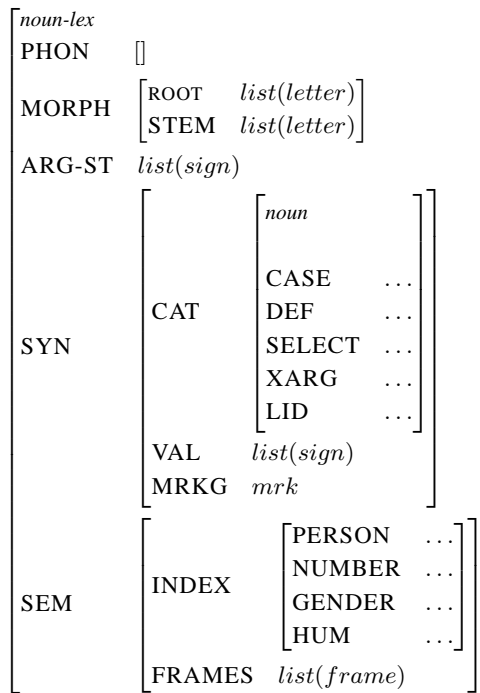 noun-lex
PHON []
MORPH [ROOT list(letter)]
[STEM list(letter)]
ARG-ST list(sign)
noun
CASE ...
CAT DEF ...
SYN SELECT ...
XARG ...
LID ...
VAL list(sign)
MRKG mrk
PERSON ...
INDEX NUMBER ...
SEM GENDER ...
HUM ...
FRAMES list(frame)